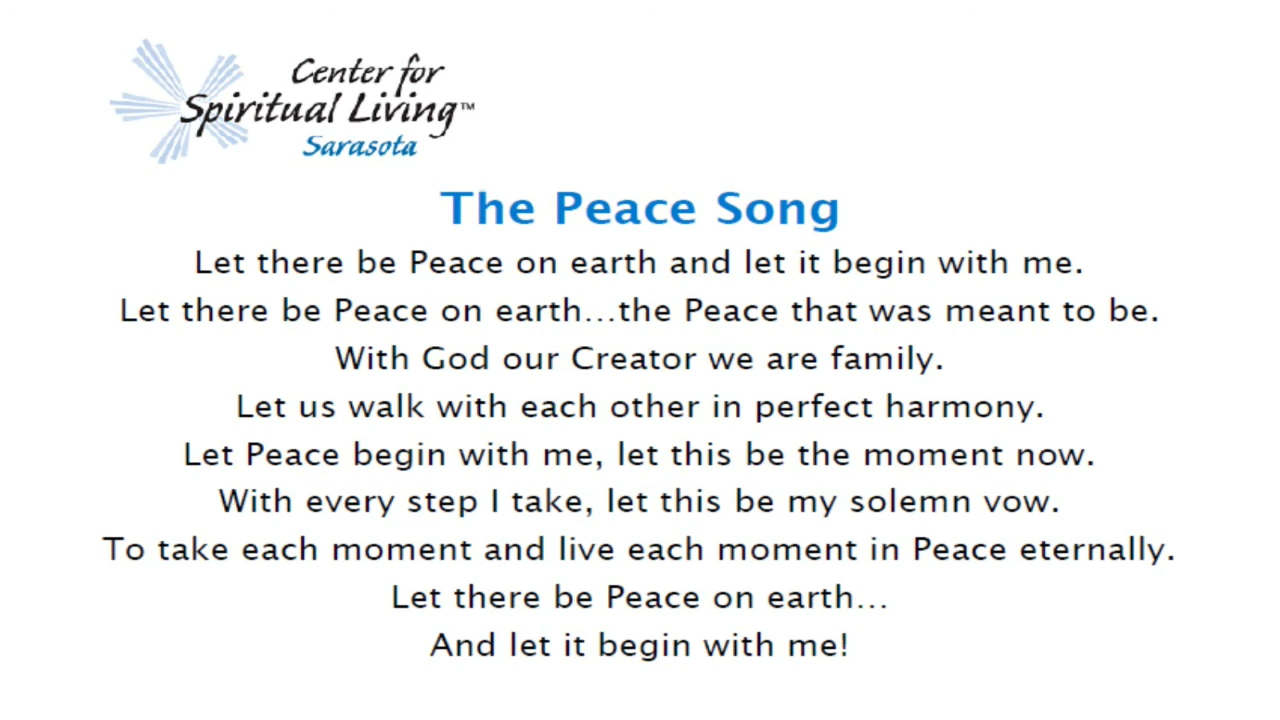 Center for
Spiritual Living™
Sarasota
The Peace Song
Let there be Peace on earth and let it begin with me.
Let there be Peace on earth...the Peace that was meant to be.
With God our Creator we are family.
Let us walk with each other in perfect harmony.
Let Peace begin with me, let this be the moment now.
With every step I take, let this be my solemn vow.
To take each moment and live each moment in Peace eternally.
Let there be Peace on earth...
And let it begin with me!